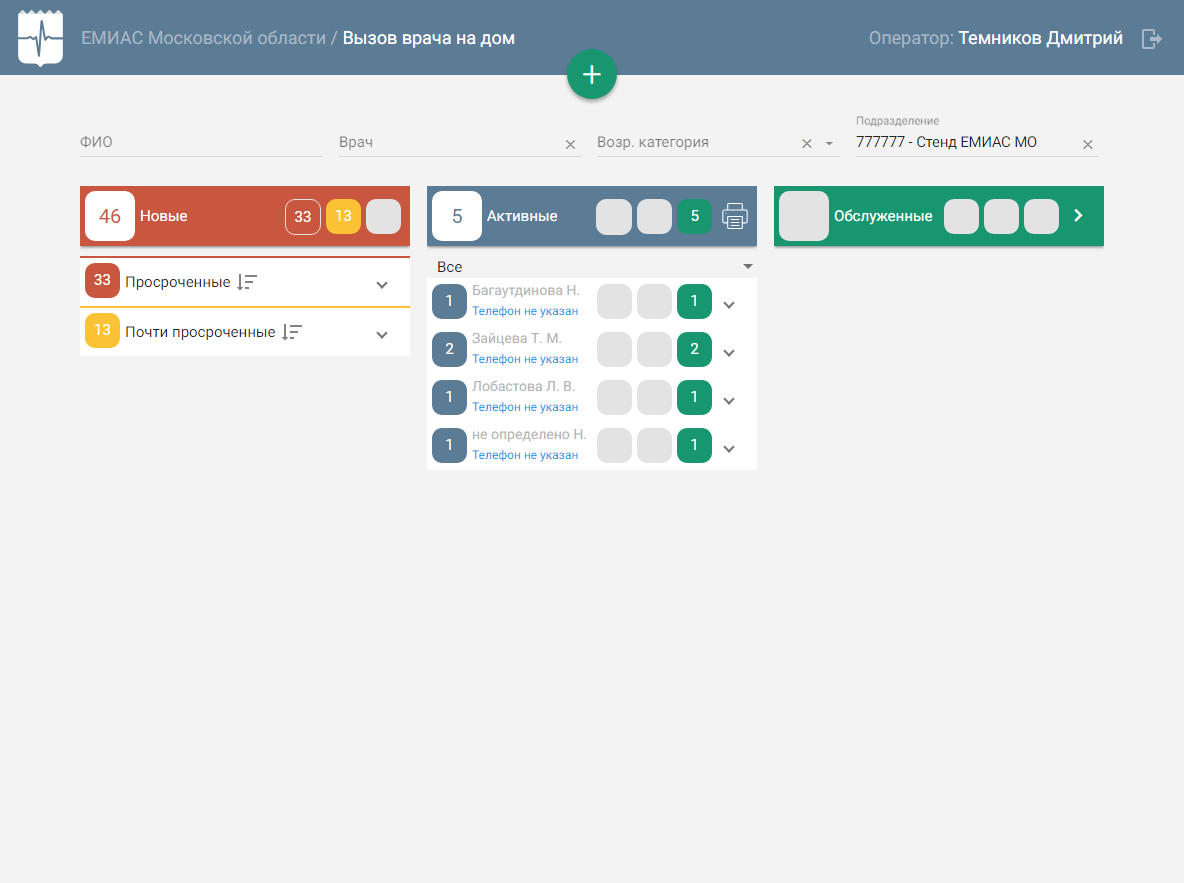 ЕМИАС Московской области / Вызов врача на дом
Оператор: Темников Дмитрий
+
ФИО
Врач
Возр. категория
Подразделение
777777 - Стенд ЕМИАС МО
46 Новые 33 13
33 Просроченные
13 Почти просроченные
5 Активные 5
Все
1 Багаутдинова Н. 1
Телефон не указан
2 Зайцева Т. М. 2
Телефон не указан
1 Лобастова Л. В. 1
Телефон не указан
1 не определено Н. 1
Телефон не указан
Обслуженные